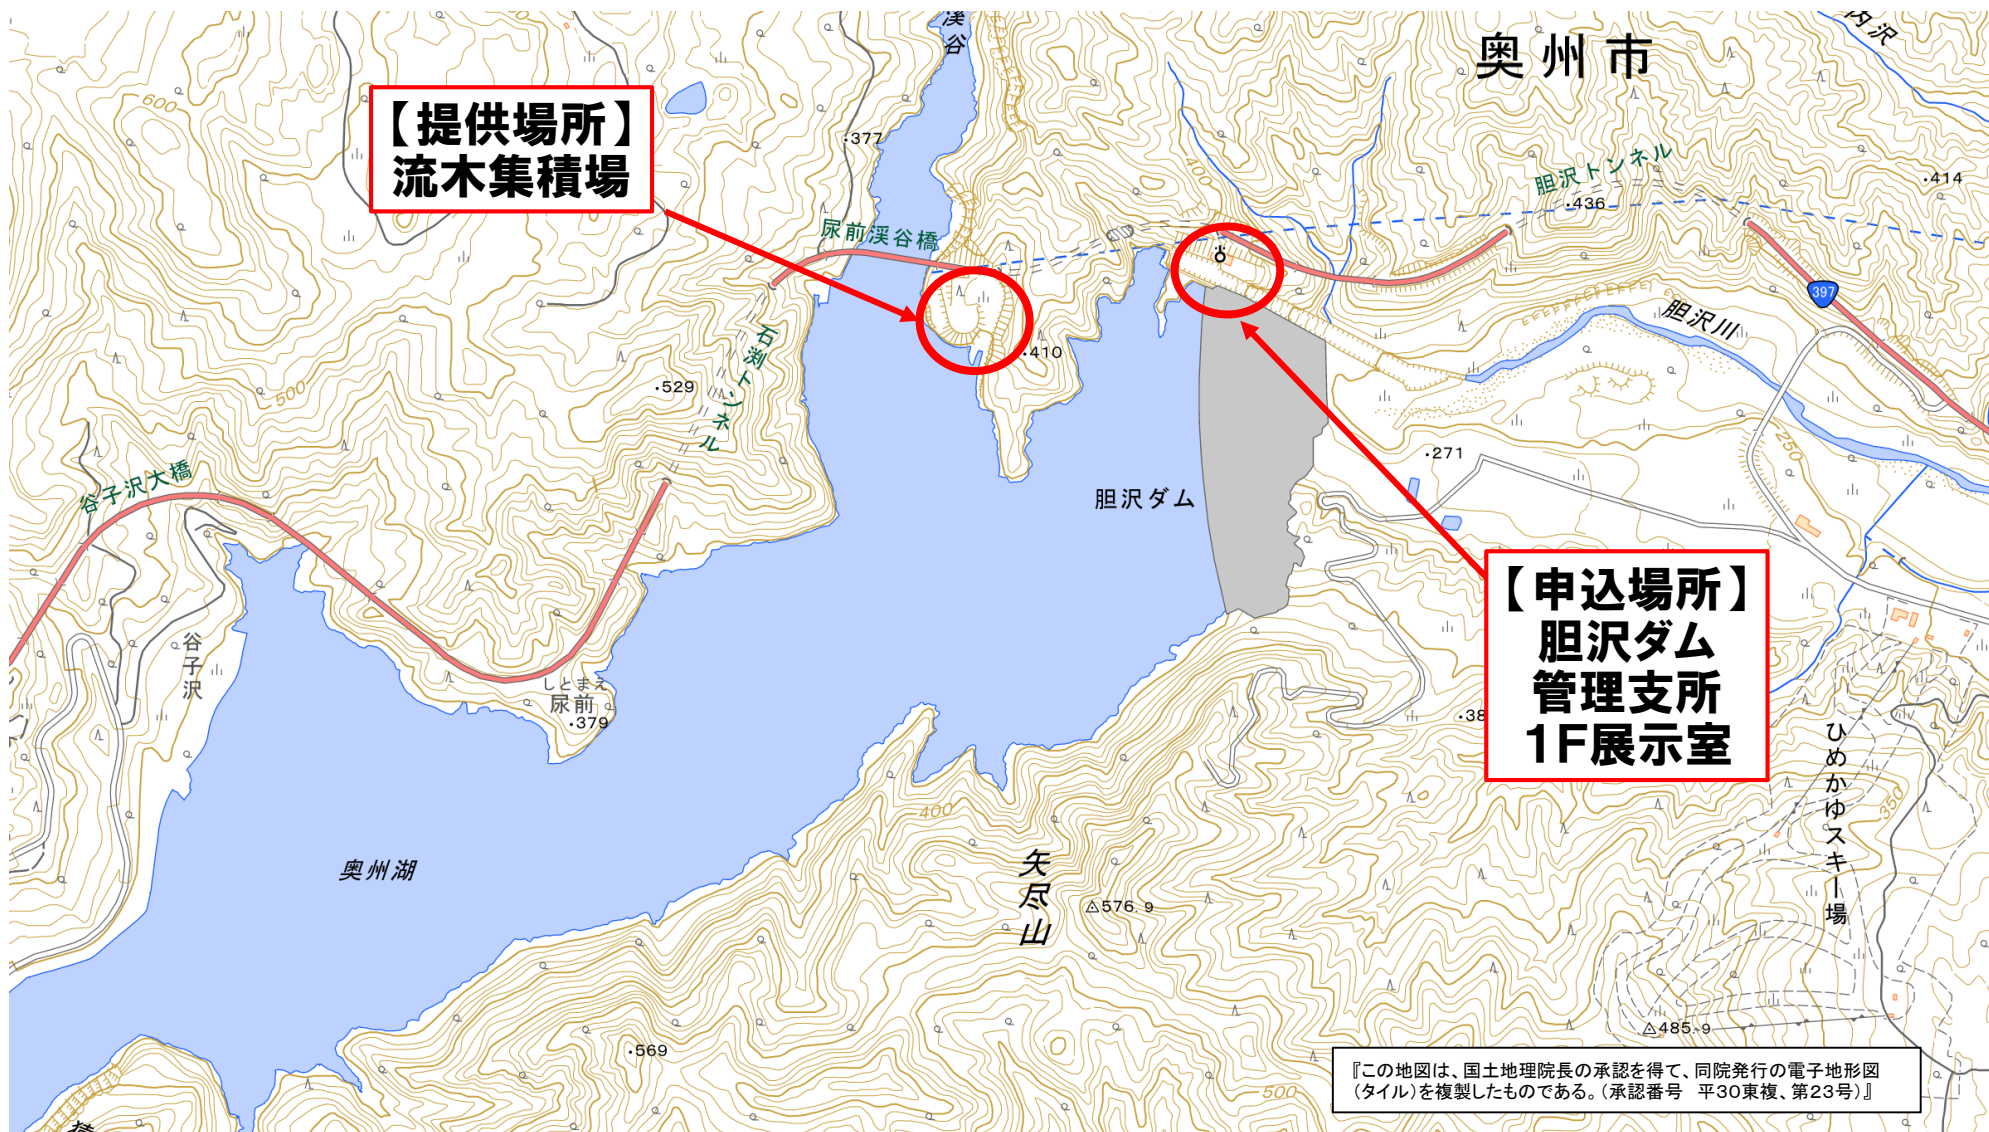 渓谷
内沢
奥州市
600
【提供場所】
流木集積場
377
400
胆沢トンネル
414
436
尿前渓谷橋
397
胆沢川
石渕トンネル
410
529
500
271
250
谷子沢大橋
胆沢ダム
【申込場所】
胆沢ダム
管理支所
1F展示室
谷子沢
しとまえ
尿前
379
38
ひめかゆスキー場
350
400
奥州湖
矢尽山
576.9
485.9
569
500
『この地図は、国土地理院長の承認を得て、同院発行の電子地形図
（タイル）を複製したものである。（承認番号　平30東複、第23号）』